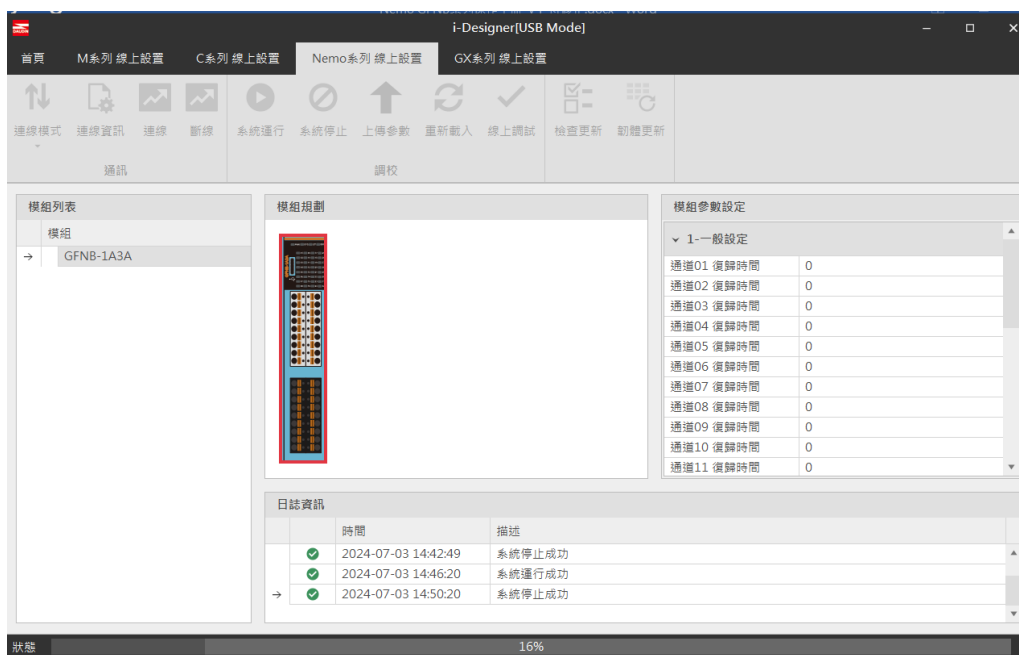 i-Designer[USB Mode]
首頁 M系列 線上設置 C系列 線上設置 Nemo系列 線上設置 GX系列 線上設置
連線模式 連線資訊 連線 斷線 系統運行 系統停止 上傳參數 重新載入 線上調試 檢查更新 韌體更新
通訊 調校
模組列表
模組
GFNB-1A3A
模組規劃
模組參數設定
1-一般設定
通道01 復歸時間 0
通道02 復歸時間 0
通道03 復歸時間 0
通道04 復歸時間 0
通道05 復歸時間 0
通道06 復歸時間 0
通道07 復歸時間 0
通道08 復歸時間 0
通道09 復歸時間 0
通道10 復歸時間 0
通道11 復歸時間 0
日誌資訊
時間 描述
2024-07-03 14:42:49 系統停止成功
2024-07-03 14:46:20 系統運行成功
2024-07-03 14:50:20 系統停止成功
狀態 16%